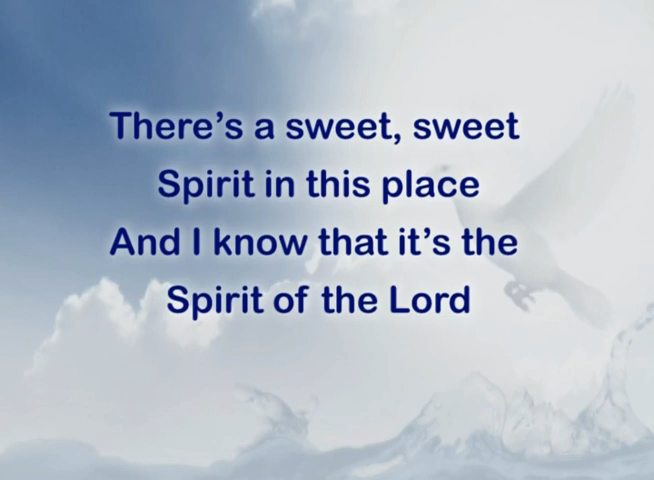 There’s a sweet, sweet
Spirit in this place
And I know that it’s the
Spirit of the Lord